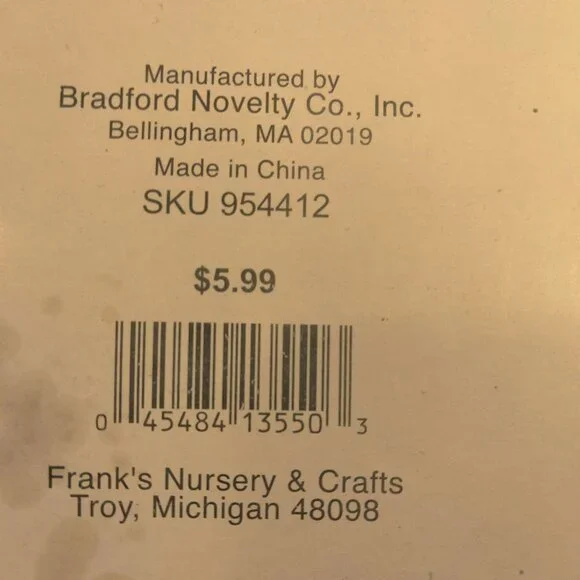 Manufactured by
Bradford Novelty Co., Inc.
Bellingham, MA 02019
Made in China
SKU 954412
$5.99
0 45484 13550 3
Frank's Nursery & Crafts
Troy, Michigan 48098